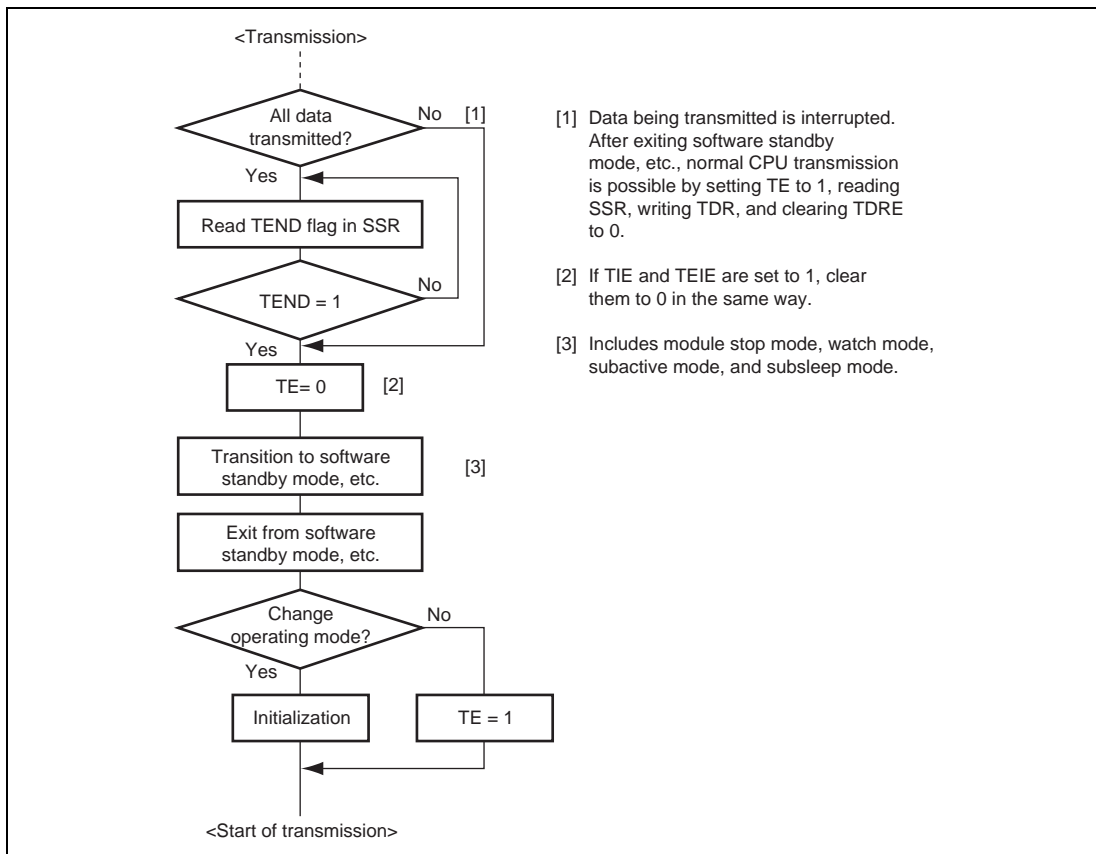 <Transmission>
All data
transmitted?
No
[1]
Yes
Read TEND flag in SSR
TEND = 1
No
Yes
TE= 0
[2]
Transition to software
standby mode, etc.
[3]
Exit from software
standby mode, etc.
Change
operating mode?
No
Yes
Initialization
TE = 1
<Start of transmission>
[1] Data being transmitted is interrupted.
After exiting software standby
mode, etc., normal CPU transmission
is possible by setting TE to 1, reading
SSR, writing TDR, and clearing TDRE
to 0.
[2] If TIE and TEIE are set to 1, clear
them to 0 in the same way.
[3] Includes module stop mode, watch mode,
subactive mode, and subsleep mode.